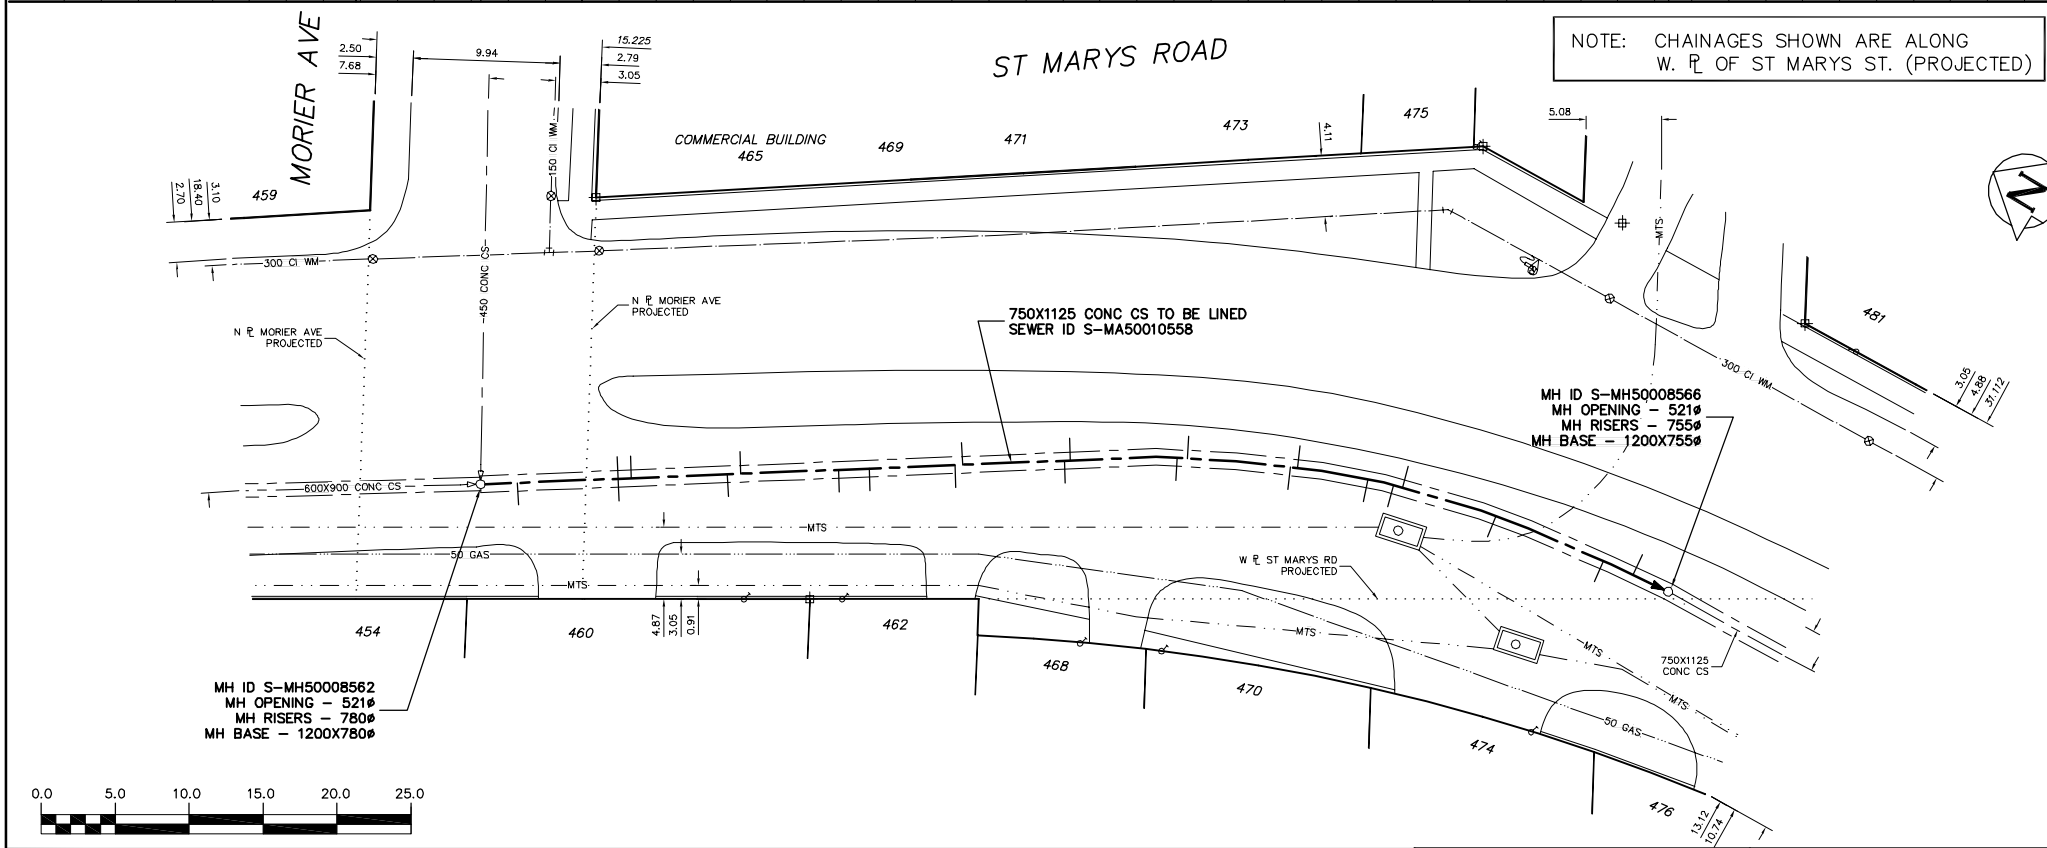 MORIER AVE
2.50
7.68
9.94
15.225
2.79
3.05
ST MARYS ROAD
NOTE: CHAINAGES SHOWN ARE ALONG
W. PL OF ST MARYS ST. (PROJECTED)
459
3.10
18.40
2.70
150 CI WM
COMMERCIAL BUILDING
465
469
471
473
4.11
475
5.08
MTS
N
300 CI WM
450 CONC CS
N PL MORIER AVE
PROJECTED
N PL MORIER AVE
PROJECTED
750X1125 CONC CS TO BE LINED
SEWER ID S-MA50010558
481
300 CI WM
3.05
4.88
31.112
MH ID S-MH50008566
MH OPENING - 521ø
MH RISERS - 755ø
MH BASE - 1200X755ø
600X900 CONC CS
MTS
50 GAS
MTS
W PL ST MARYS RD
PROJECTED
4.87
3.05
0.91
454
460
462
468
470
MTS
MTS
MTS
750X1125
CONC CS
50 GAS
474
476
13.12
10.74
MH ID S-MH50008562
MH OPENING - 521ø
MH RISERS - 780ø
MH BASE - 1200X780ø
0.0 5.0 10.0 15.0 20.0 25.0